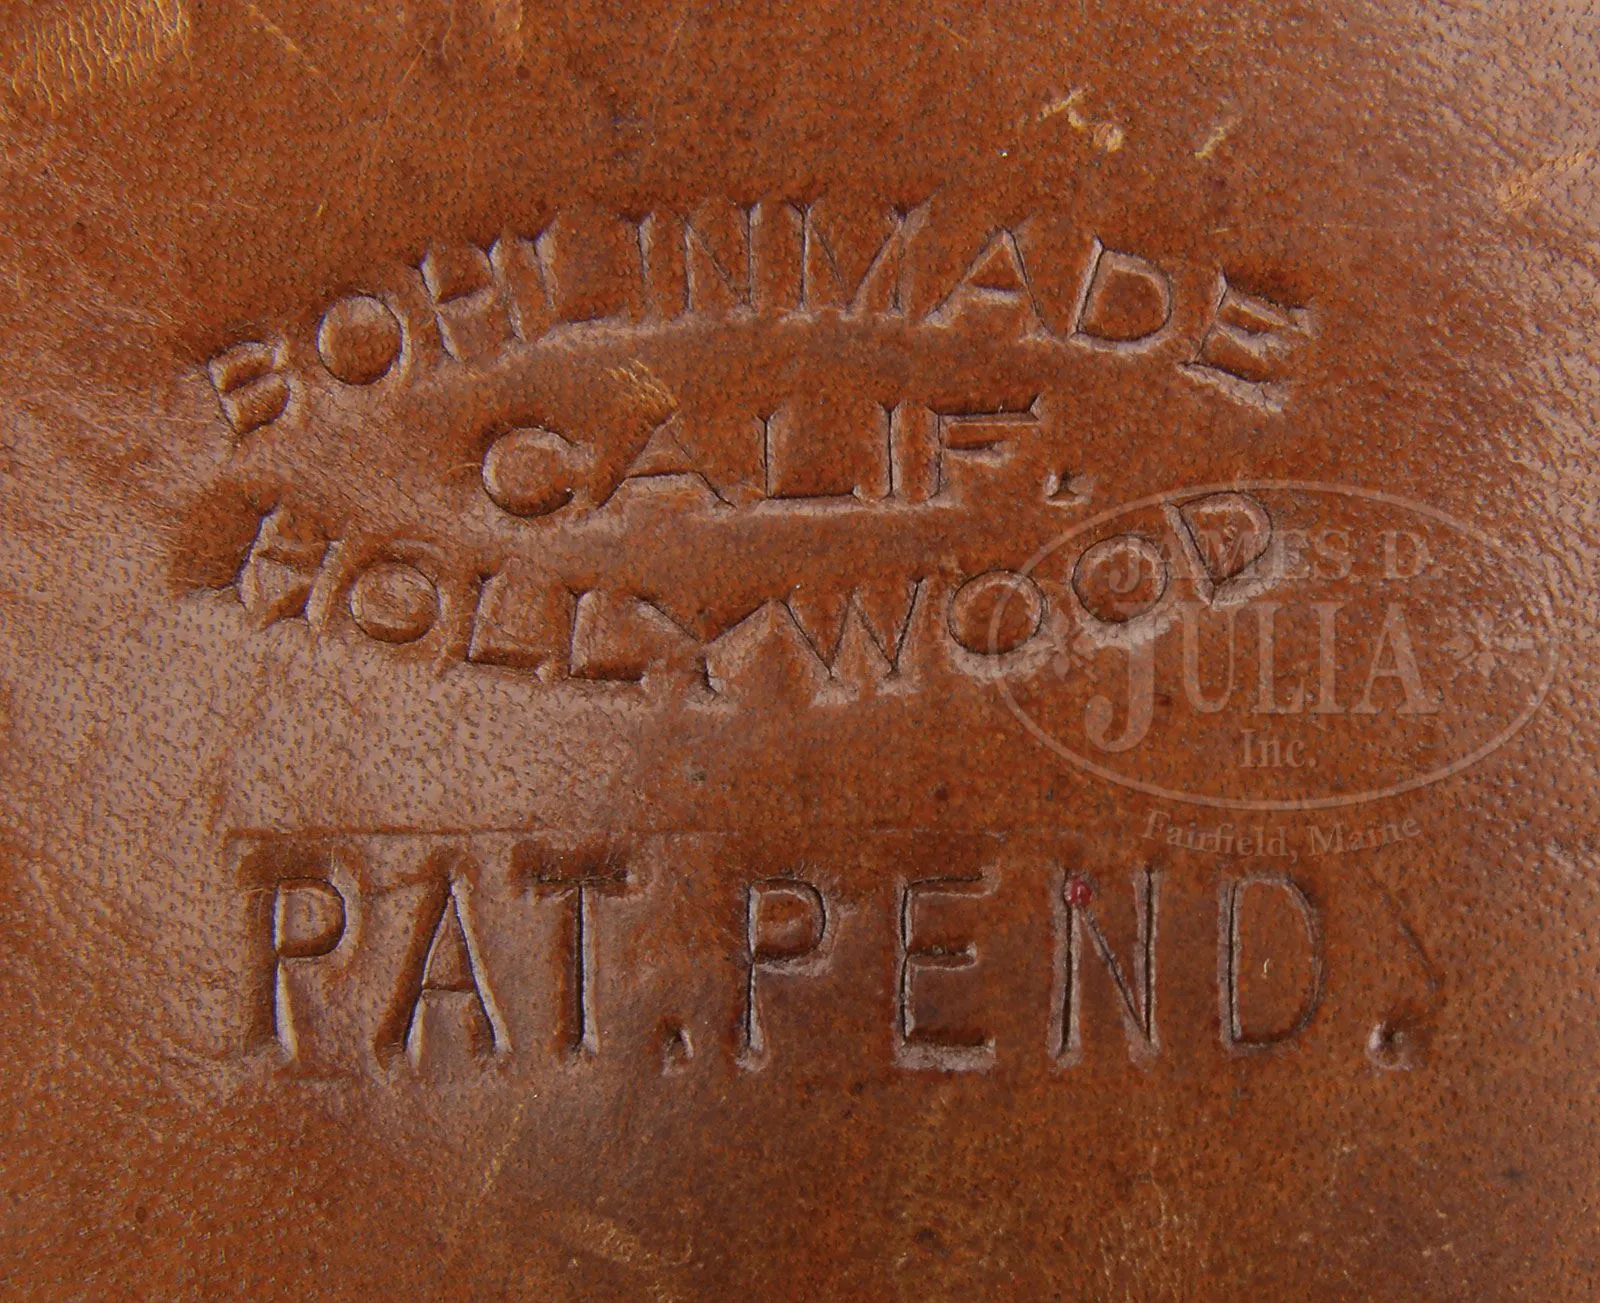 BOHLINMADE
CALIF.
HOLLYWOOD
JAMES D.
JULIA
Inc.
Fairfield, Maine
PAT. PEND.